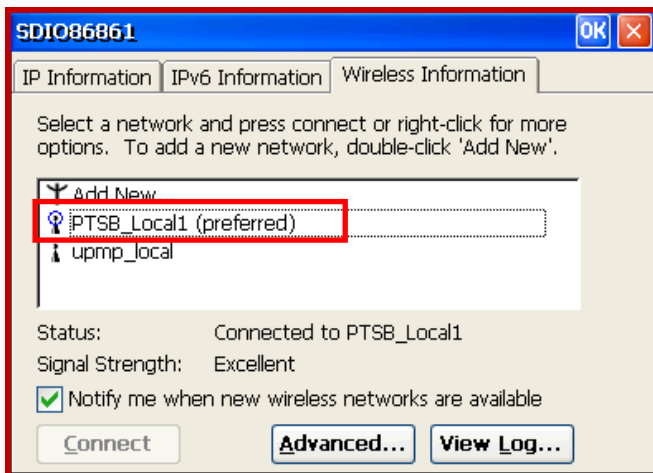 SDIO86861 OK
IP Information IPv6 Information Wireless Information
Select a network and press connect or right-click for more
options. To add a new network, double-click 'Add New'.
Add New...
PTSB_Local1 (preferred)
upmp_local
Status: Connected to PTSB_Local1
Signal Strength: Excellent
Notify me when new wireless networks are available
Connect Advanced... View Log...